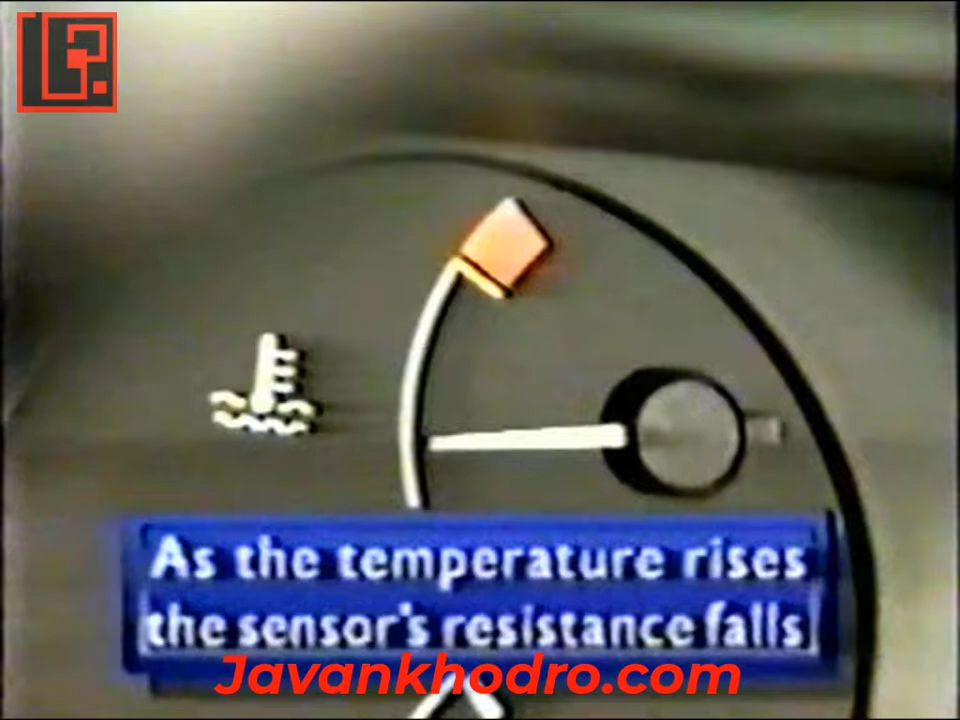 As the temperature rises
the sensor's resistance falls
Javankhodro.com